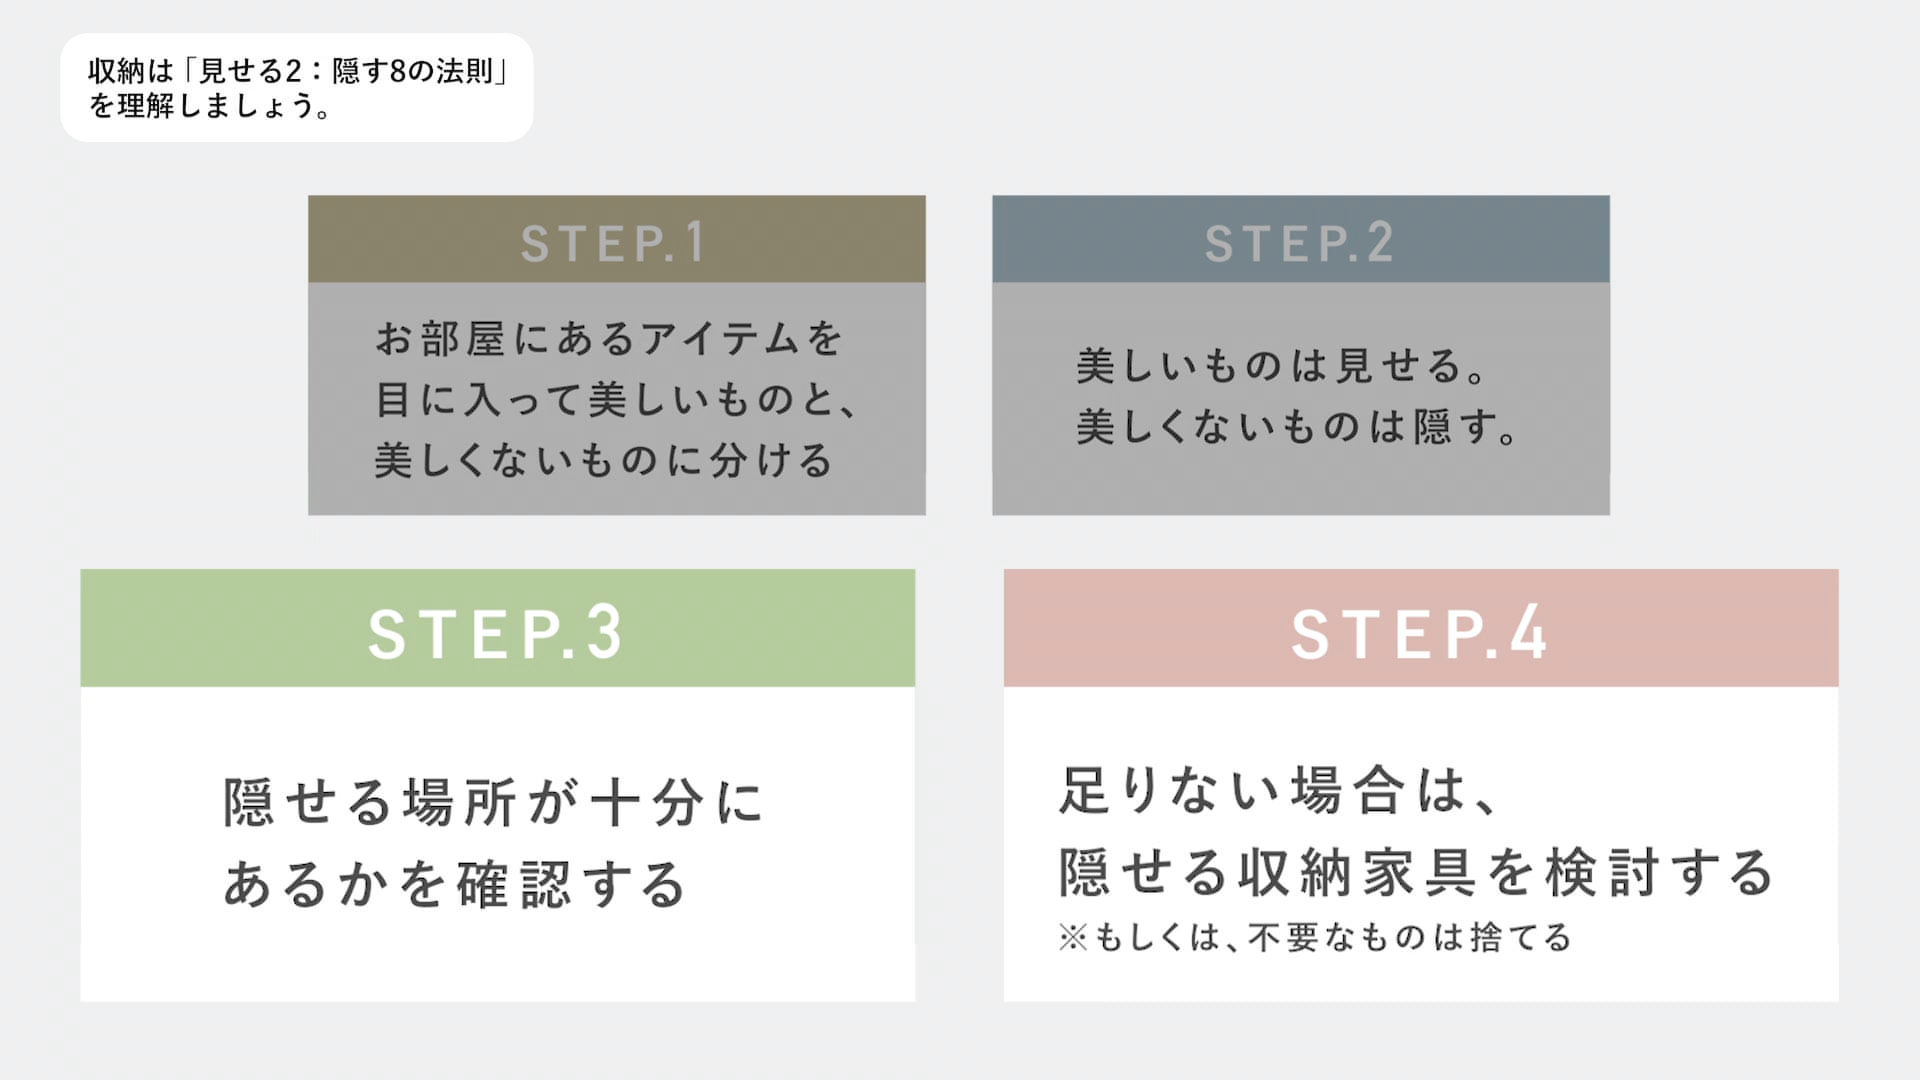 収納は「見せる2：隠す8の法則」
を理解しましょう。
STEP.1
お部屋にあるアイテムを
目に入って美しいものと、
美しくないものに分ける
STEP.2
美しいものは見せる。
美しくないものは隠す。
STEP.3
隠せる場所が十分に
あるかを確認する
STEP.4
足りない場合は、
隠せる収納家具を検討する
※もしくは、不要なものは捨てる